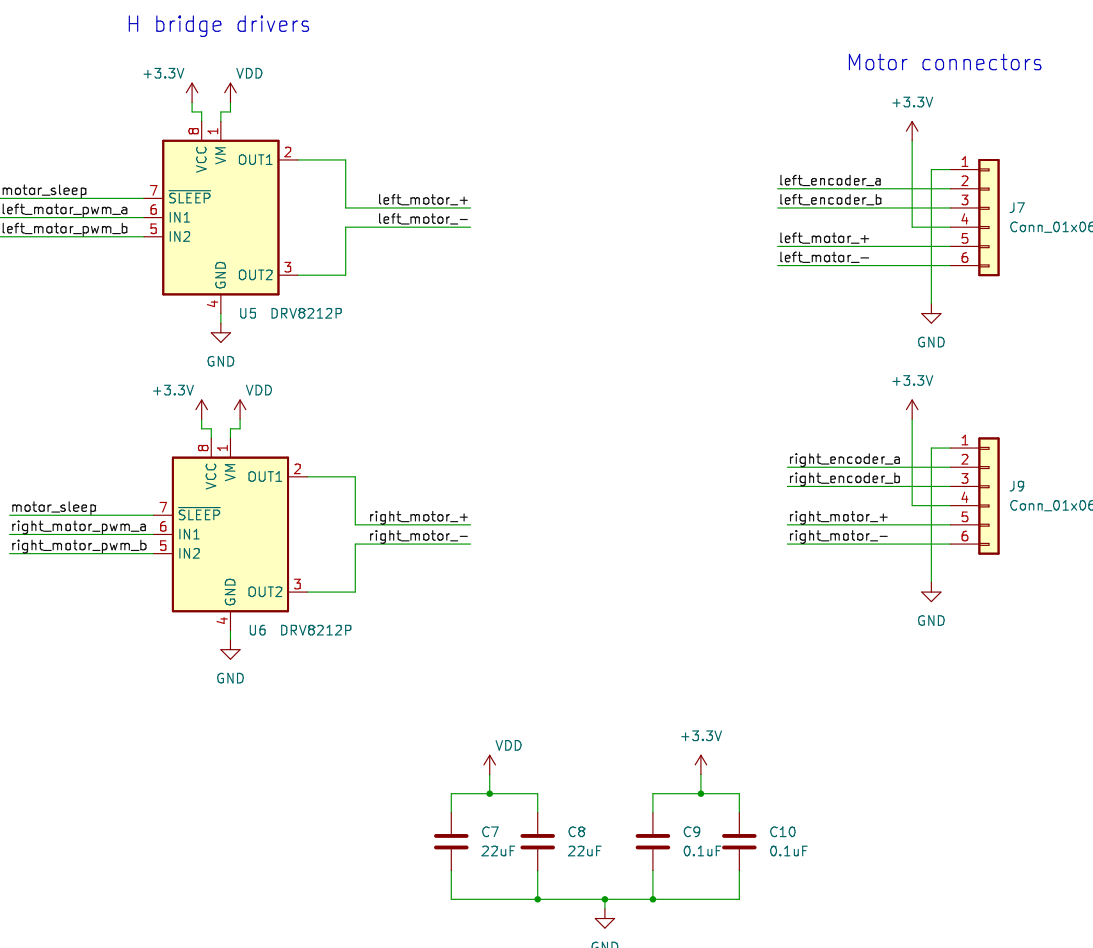 H bridge drivers
Motor connectors
+3.3V
VDD
8
1
VCC
VM
OUT1
2
motor_sleep
7
SLEEP
left_motor_pwm_a
6
IN1
left_motor_pwm_b
5
IN2
left_motor_+
left_motor_-
GND
OUT2
3
4
U5 DRV8212P
GND
+3.3V
1
left_encoder_a
2
left_encoder_b
3
4
left_motor_+
5
left_motor_-
6
J7
Conn_01x06
GND
+3.3V
VDD
8
1
VCC
VM
OUT1
2
motor_sleep
7
SLEEP
right_motor_pwm_a
6
IN1
right_motor_pwm_b
5
IN2
right_motor_+
right_motor_-
GND
OUT2
3
4
U6 DRV8212P
GND
+3.3V
1
right_encoder_a
2
right_encoder_b
3
4
right_motor_+
5
right_motor_-
6
J9
Conn_01x06
GND
VDD
+3.3V
C7
22uF
C8
22uF
C9
0.1uF
C10
0.1uF
GND